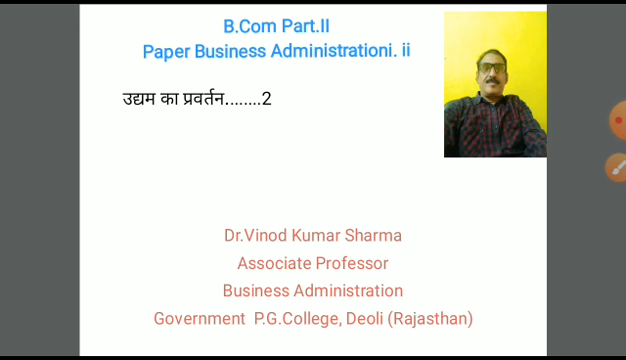 B.Com Part.II
Paper Business Administrationi. ii
उद्यम का प्रवर्तन........2
Dr.Vinod Kumar Sharma
Associate Professor
Business Administration
Government P.G.College, Deoli (Rajasthan)